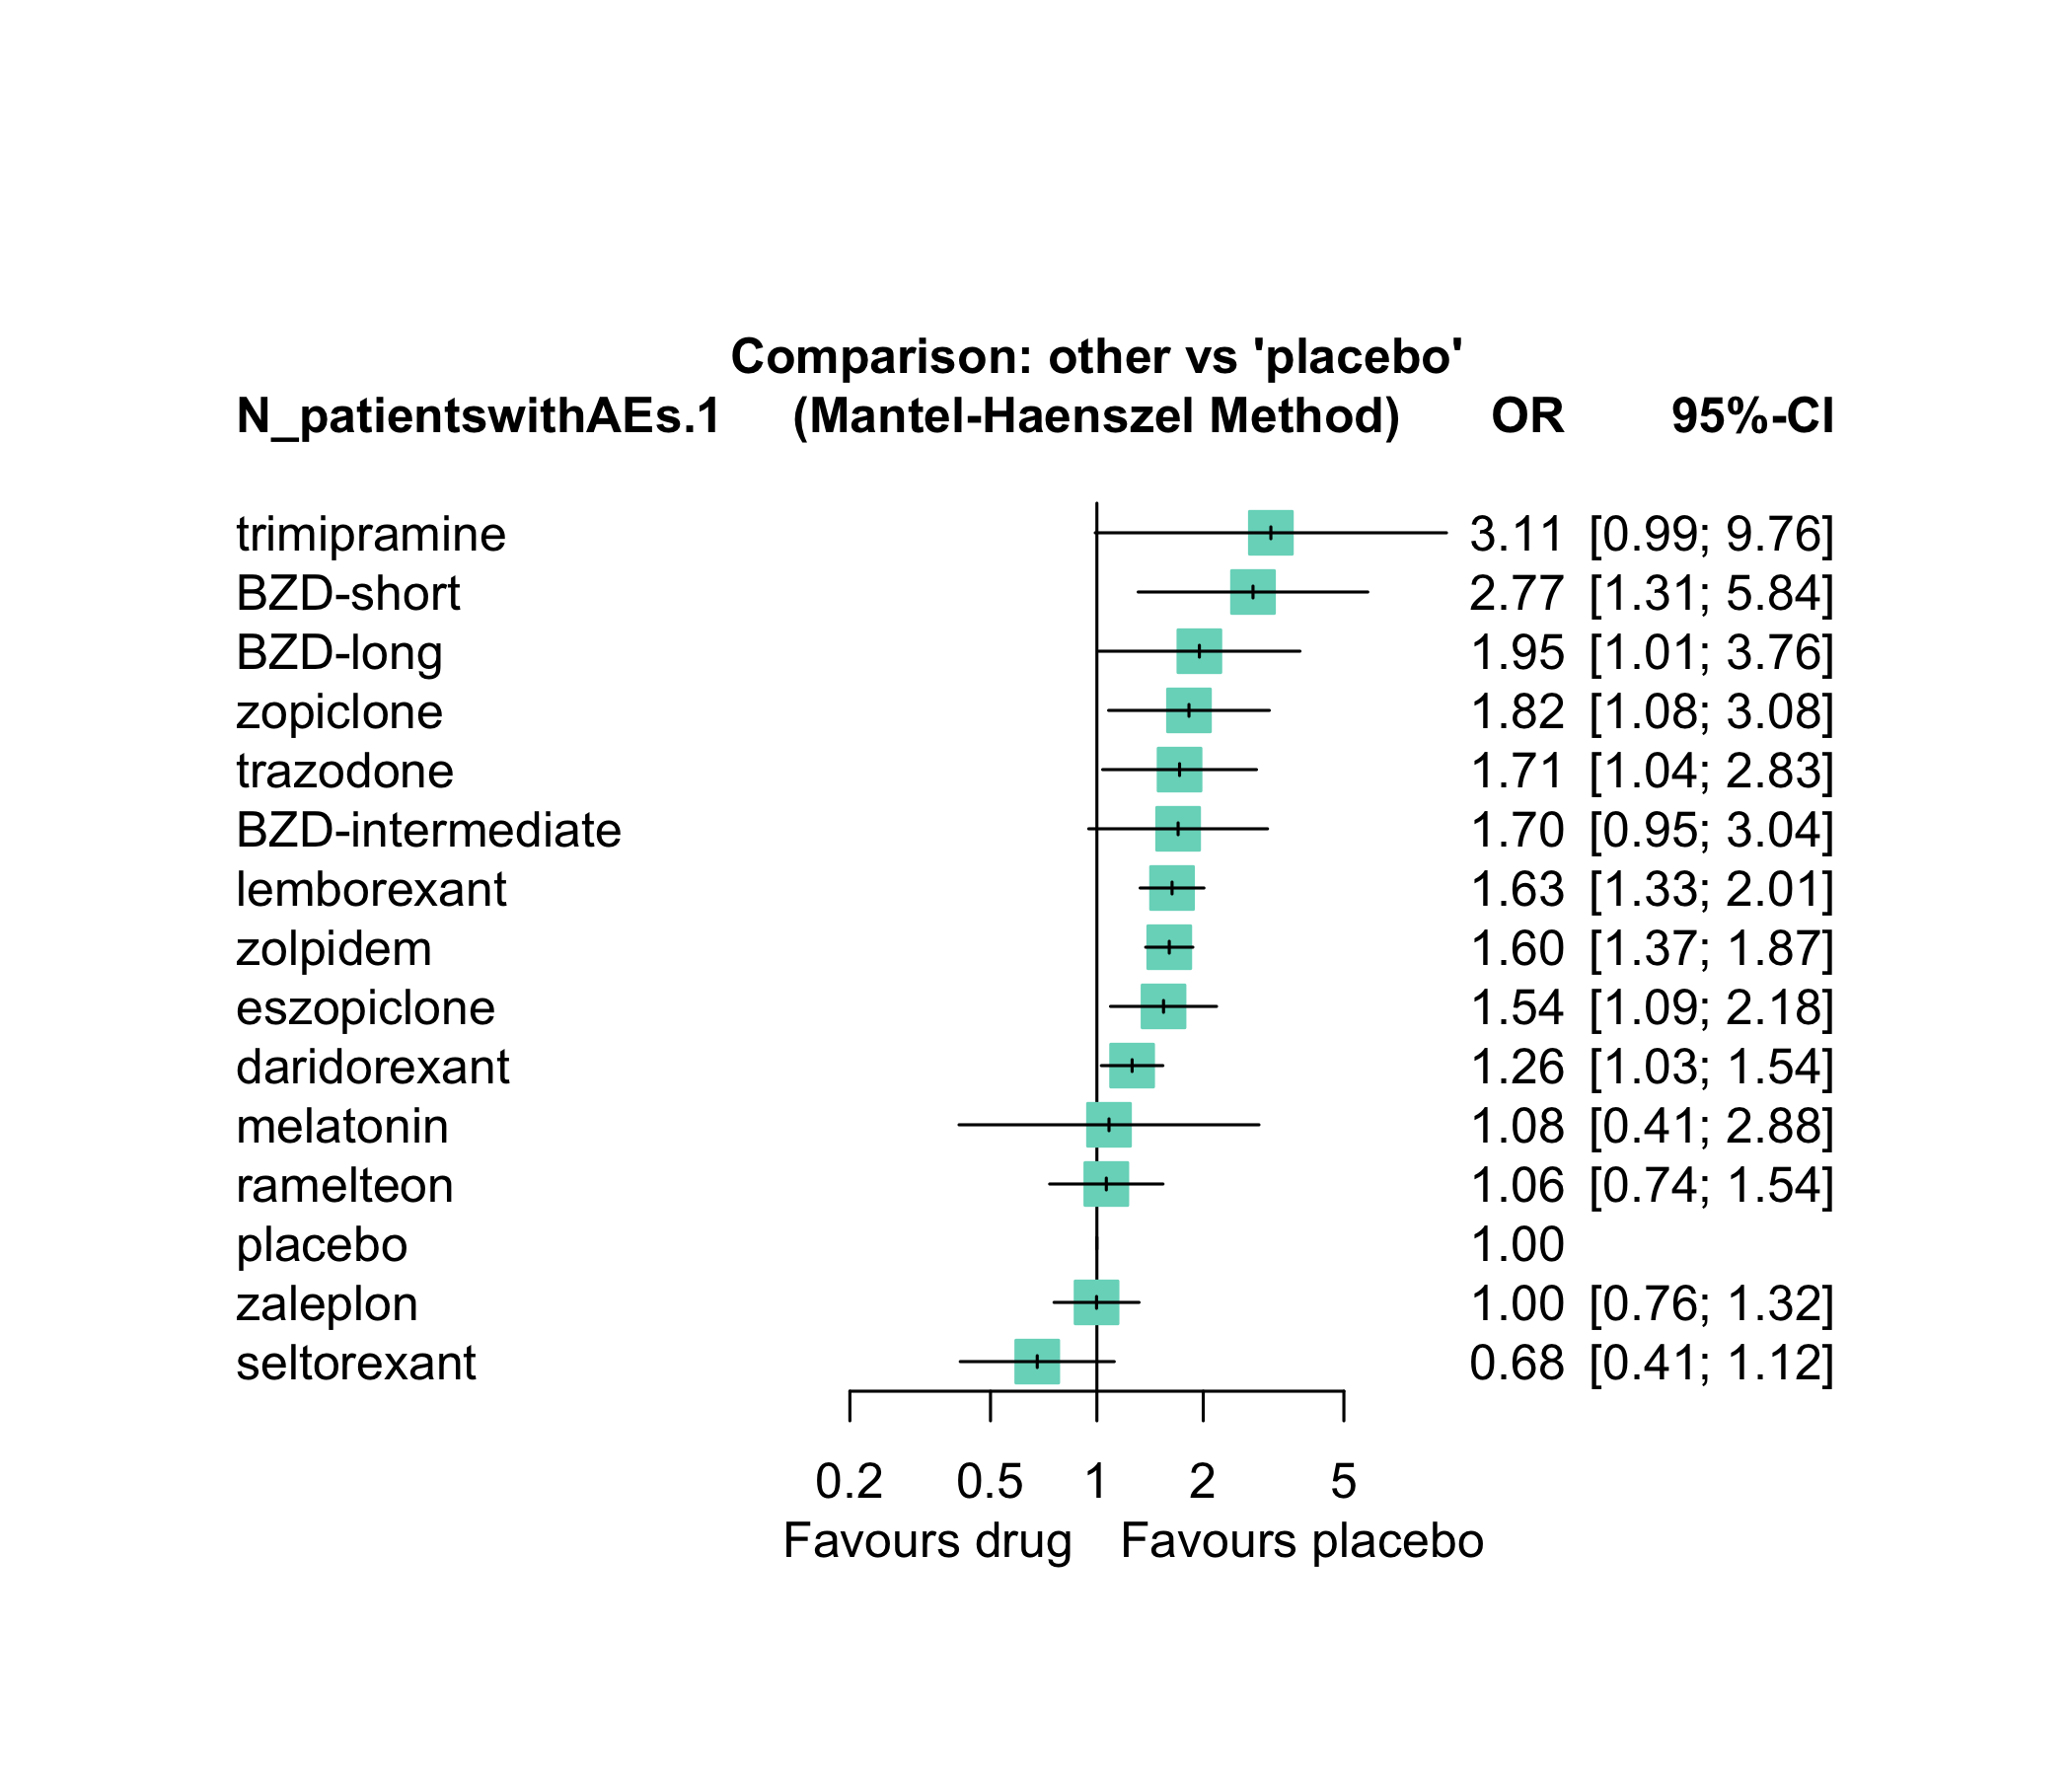 Comparison: other vs 'placebo'
N_patientswithAEs.1 (Mantel-Haenszel Method) OR 95%-CI
trimipramine 3.11 [0.99; 9.76]
BZD-short 2.77 [1.31; 5.84]
BZD-long 1.95 [1.01; 3.76]
zopiclone 1.82 [1.08; 3.08]
trazodone 1.71 [1.04; 2.83]
BZD-intermediate 1.70 [0.95; 3.04]
lemborexant 1.63 [1.33; 2.01]
zolpidem 1.60 [1.37; 1.87]
eszopiclone 1.54 [1.09; 2.18]
daridorexant 1.26 [1.03; 1.54]
melatonin 1.08 [0.41; 2.88]
ramelteon 1.06 [0.74; 1.54]
placebo 1.00
zaleplon 1.00 [0.76; 1.32]
seltorexant 0.68 [0.41; 1.12]
0.2 0.5 1 2 5
Favours drug Favours placebo